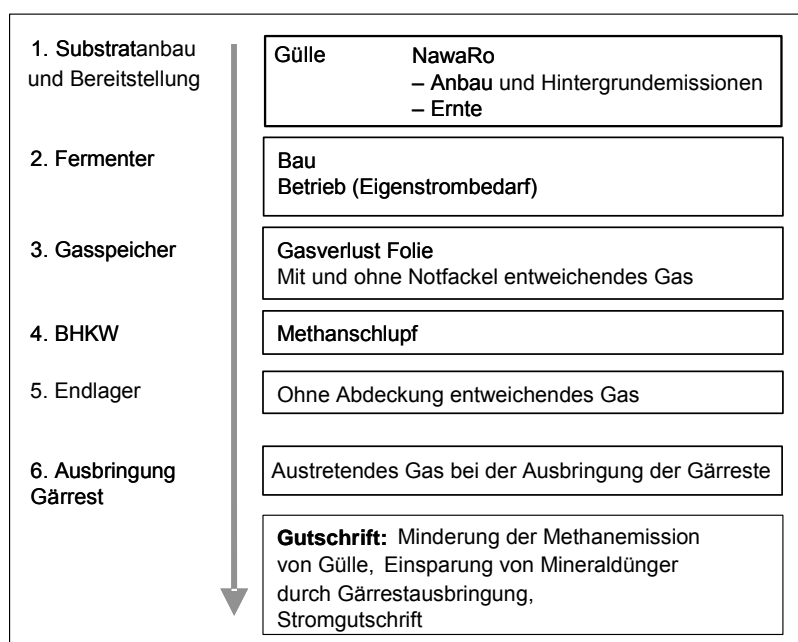 1. Substratanbau
und Bereitstellung
Gülle NawaRo
– Anbau und Hintergrundemissionen
– Ernte
2. Fermenter
Bau
Betrieb (Eigenstrombedarf)
3. Gasspeicher
Gasverlust Folie
Mit und ohne Notfackel entweichendes Gas
4. BHKW
Methanschlupf
5. Endlager
Ohne Abdeckung entweichendes Gas
6. Ausbringung
Gärrest
Austretendes Gas bei der Ausbringung der Gärreste
Gutschrift: Minderung der Methanemission
von Gülle, Einsparung von Mineraldünger
durch Gärrestausbringung,
Stromgutschrift